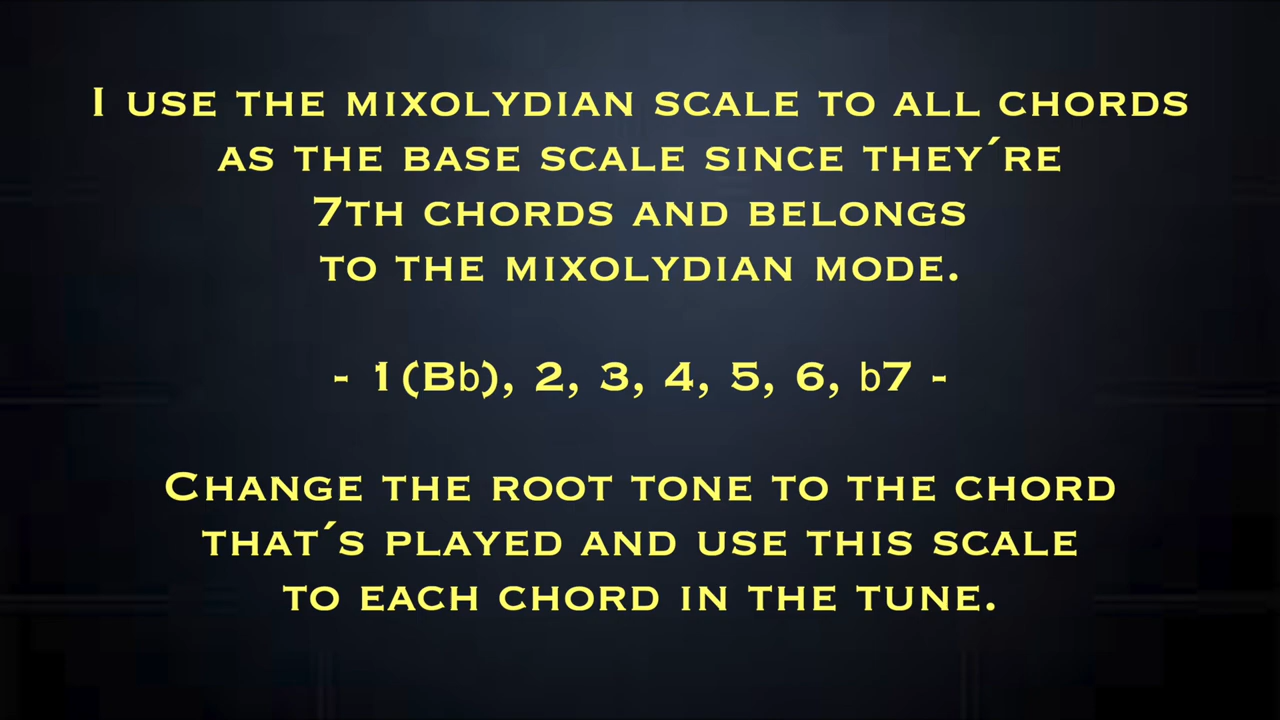 I USE THE MIXOLYDIAN SCALE TO ALL CHORDS
AS THE BASE SCALE SINCE THEY´RE
7TH CHORDS AND BELONGS
TO THE MIXOLYDIAN MODE.
- 1(Bb), 2, 3, 4, 5, 6, b7 -
CHANGE THE ROOT TONE TO THE CHORD
THAT´S PLAYED AND USE THIS SCALE
TO EACH CHORD IN THE TUNE.